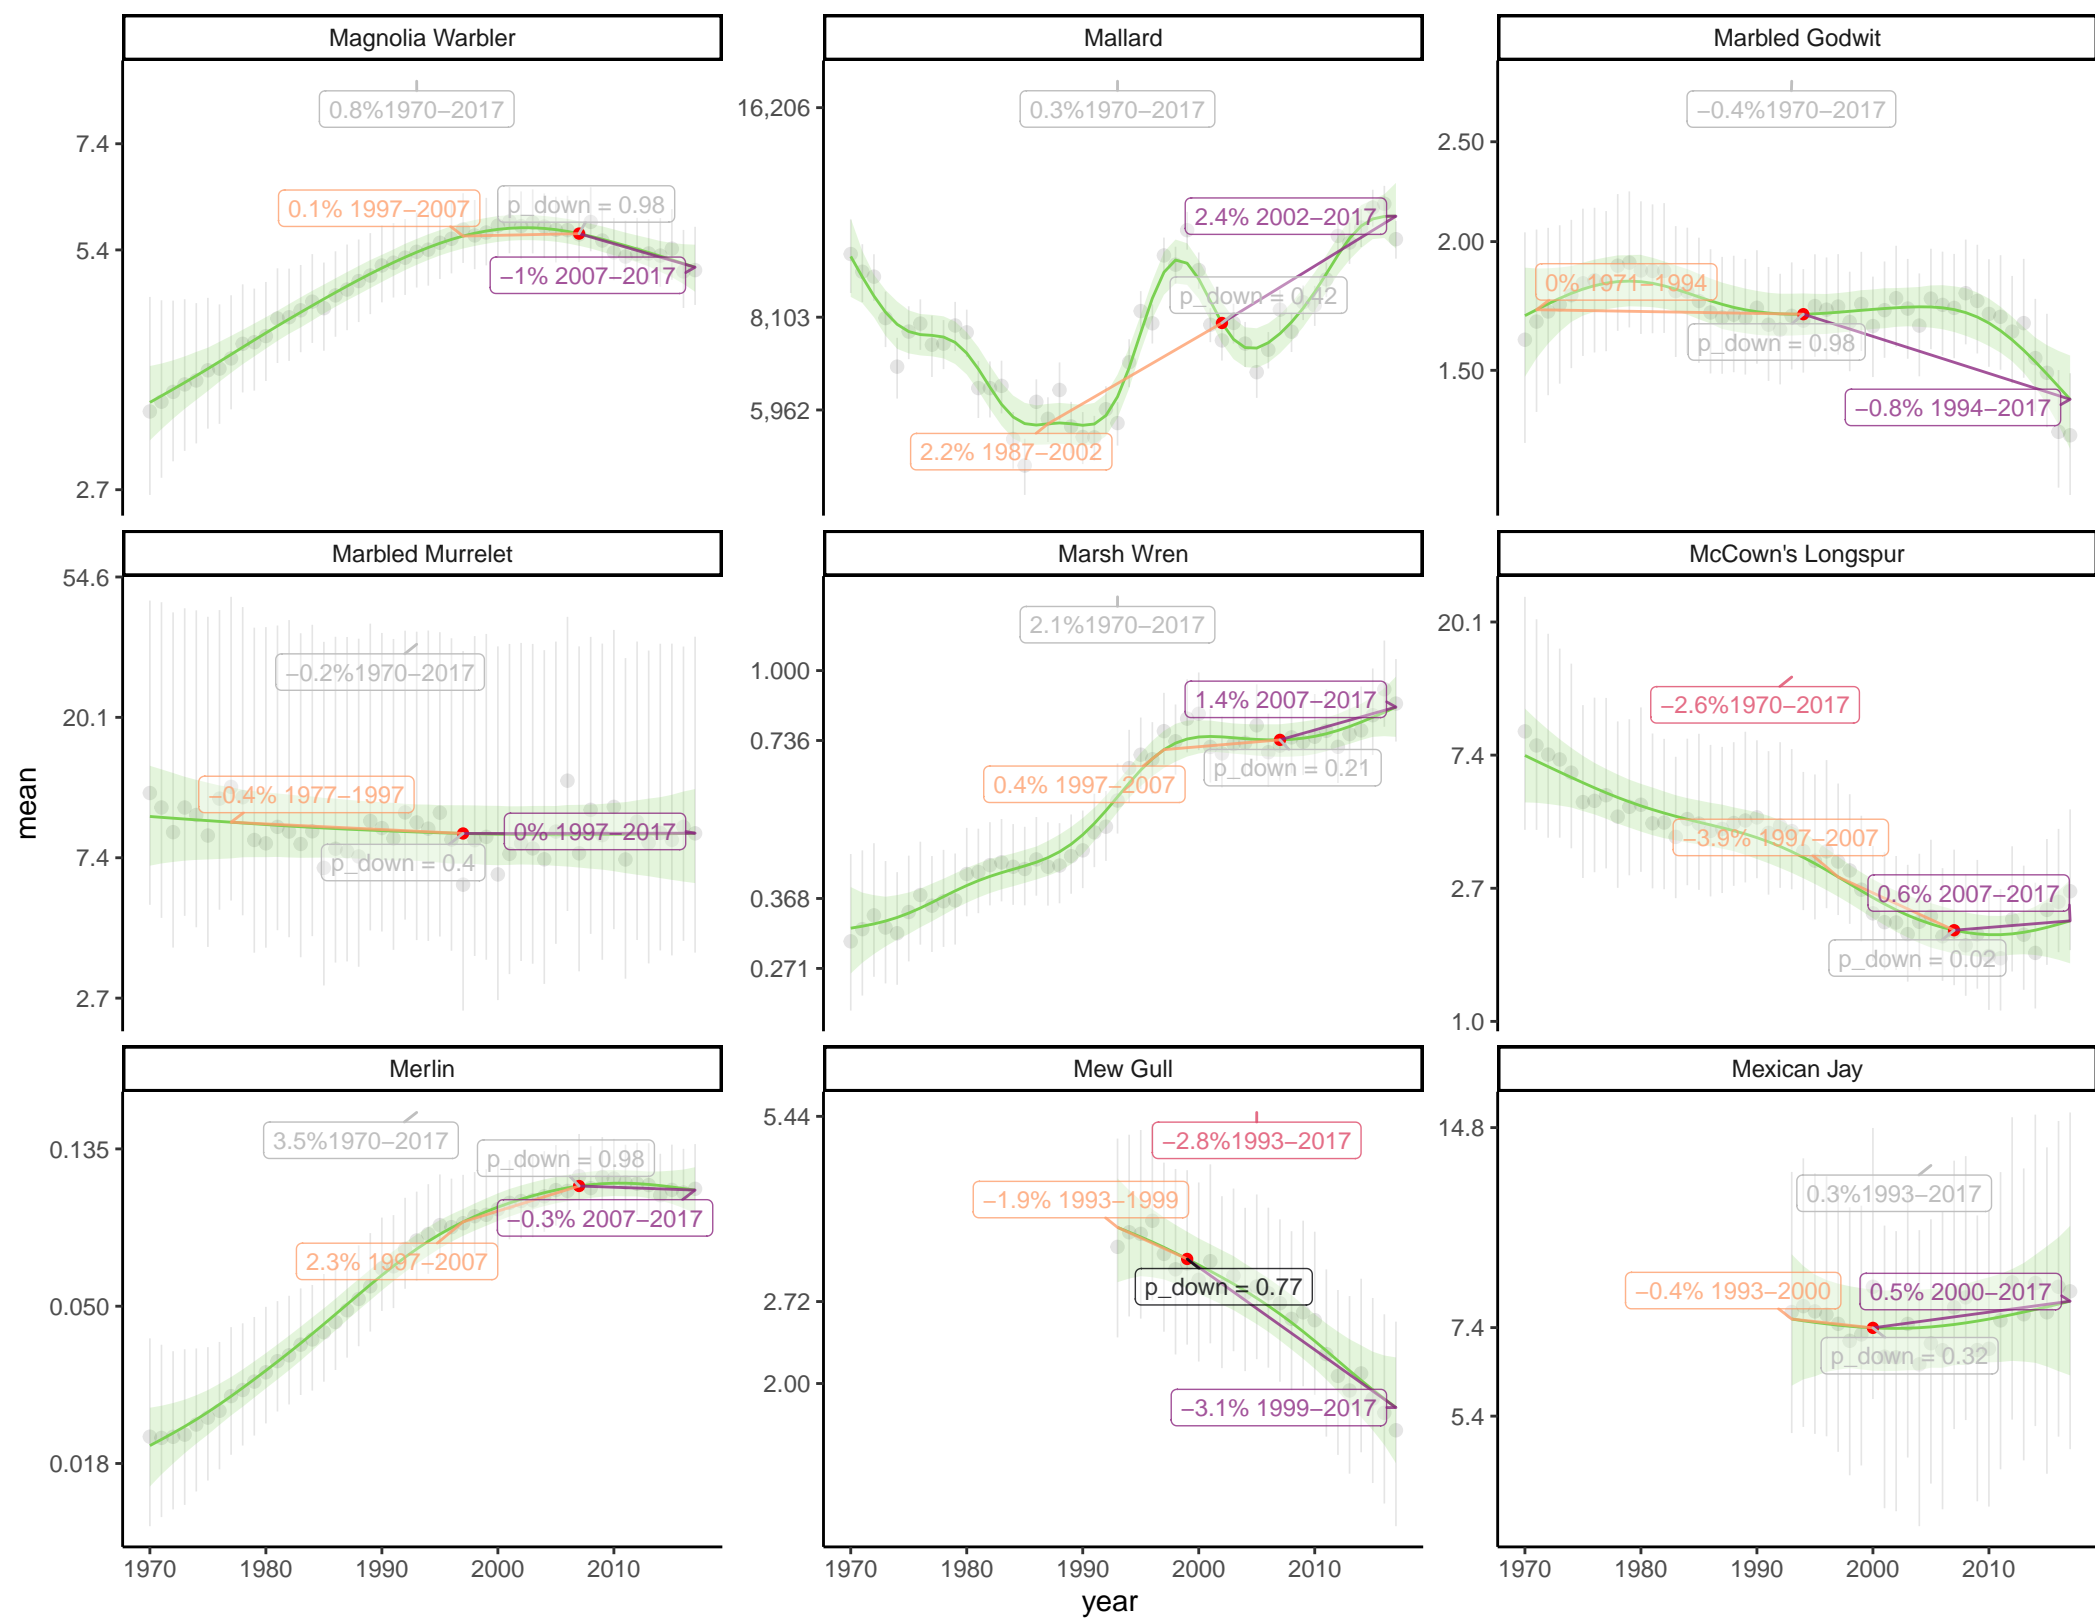 Magnolia Warbler
Mallard
Marbled Godwit
0.8%1970−2017
7.4
0.1% 1997−2007
p_down = 0.98
5.4
−1% 2007−2017
2.7
16,206
0.3%1970−2017
2.4% 2002−2017
p_down = 0.42
8,103
5,962
2.2% 1987−2002
−0.4%1970−2017
2.50
2.00
0% 1971−1994
p_down = 0.98
1.50
−0.8% 1994−2017
Marbled Murrelet
Marsh Wren
McCown's Longspur
mean
54.6
−0.2%1970−2017
20.1
−0.4% 1977−1997
0% 1997−2017
p_down = 0.4
7.4
2.7
2.1%1970−2017
1.000
1.4% 2007−2017
0.736
p_down = 0.21
0.4% 1997−2007
0.368
0.271
20.1
−2.6%1970−2017
7.4
−3.9% 1997−2007
2.7
0.6% 2007−2017
p_down = 0.02
1.0
Merlin
Mew Gull
Mexican Jay
3.5%1970−2017
0.135
p_down = 0.98
−0.3% 2007−2017
2.3% 1997−2007
0.050
0.018
5.44
−2.8%1993−2017
−1.9% 1993−1999
p_down = 0.77
2.72
2.00
−3.1% 1999−2017
14.8
0.3%1993−2017
−0.4% 1993−2000
0.5% 2000−2017
7.4
p_down = 0.32
5.4
1970 1980 1990 2000 2010
1970 1980 1990 2000 2010
1970 1980 1990 2000 2010
year